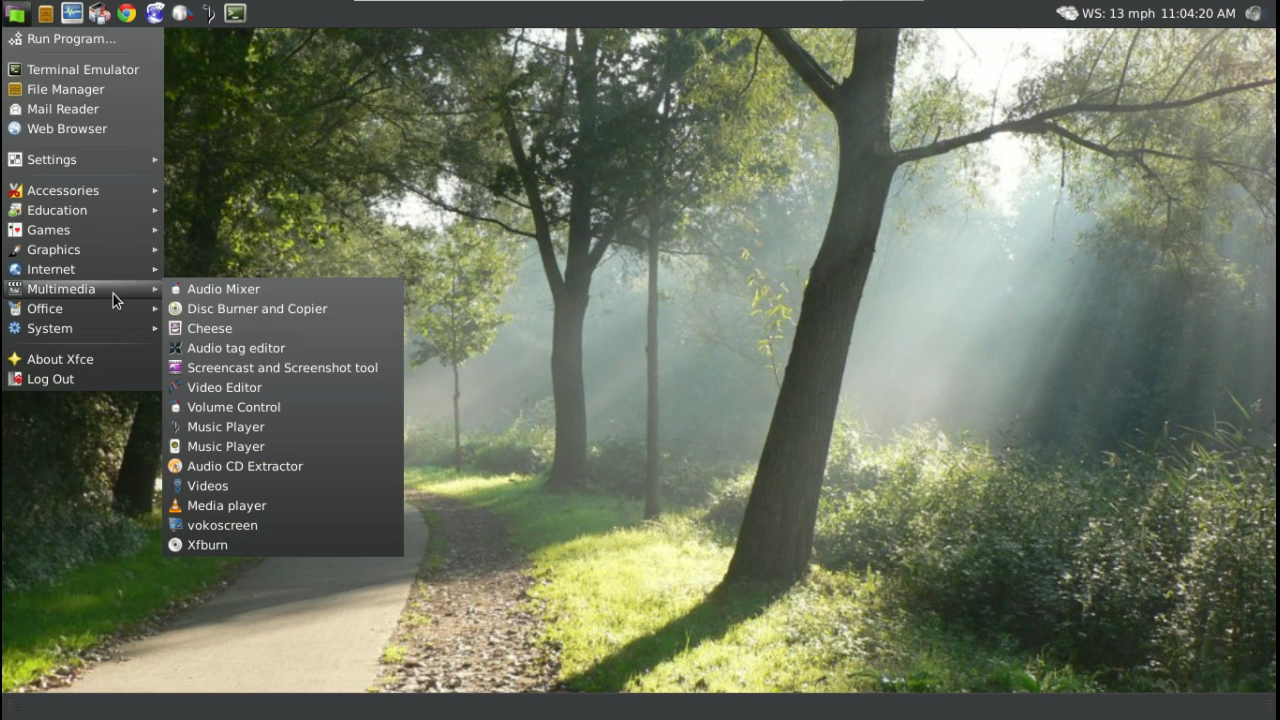 WS: 13 mph 11:04:20 AM
Run Program...
Terminal Emulator
File Manager
Mail Reader
Web Browser
Settings
Accessories
Education
Games
Graphics
Internet
Multimedia
Office
System
About Xfce
Log Out
Audio Mixer
Disc Burner and Copier
Cheese
Audio tag editor
Screencast and Screenshot tool
Video Editor
Volume Control
Music Player
Music Player
Audio CD Extractor
Videos
Media player
vokoscreen
Xfburn